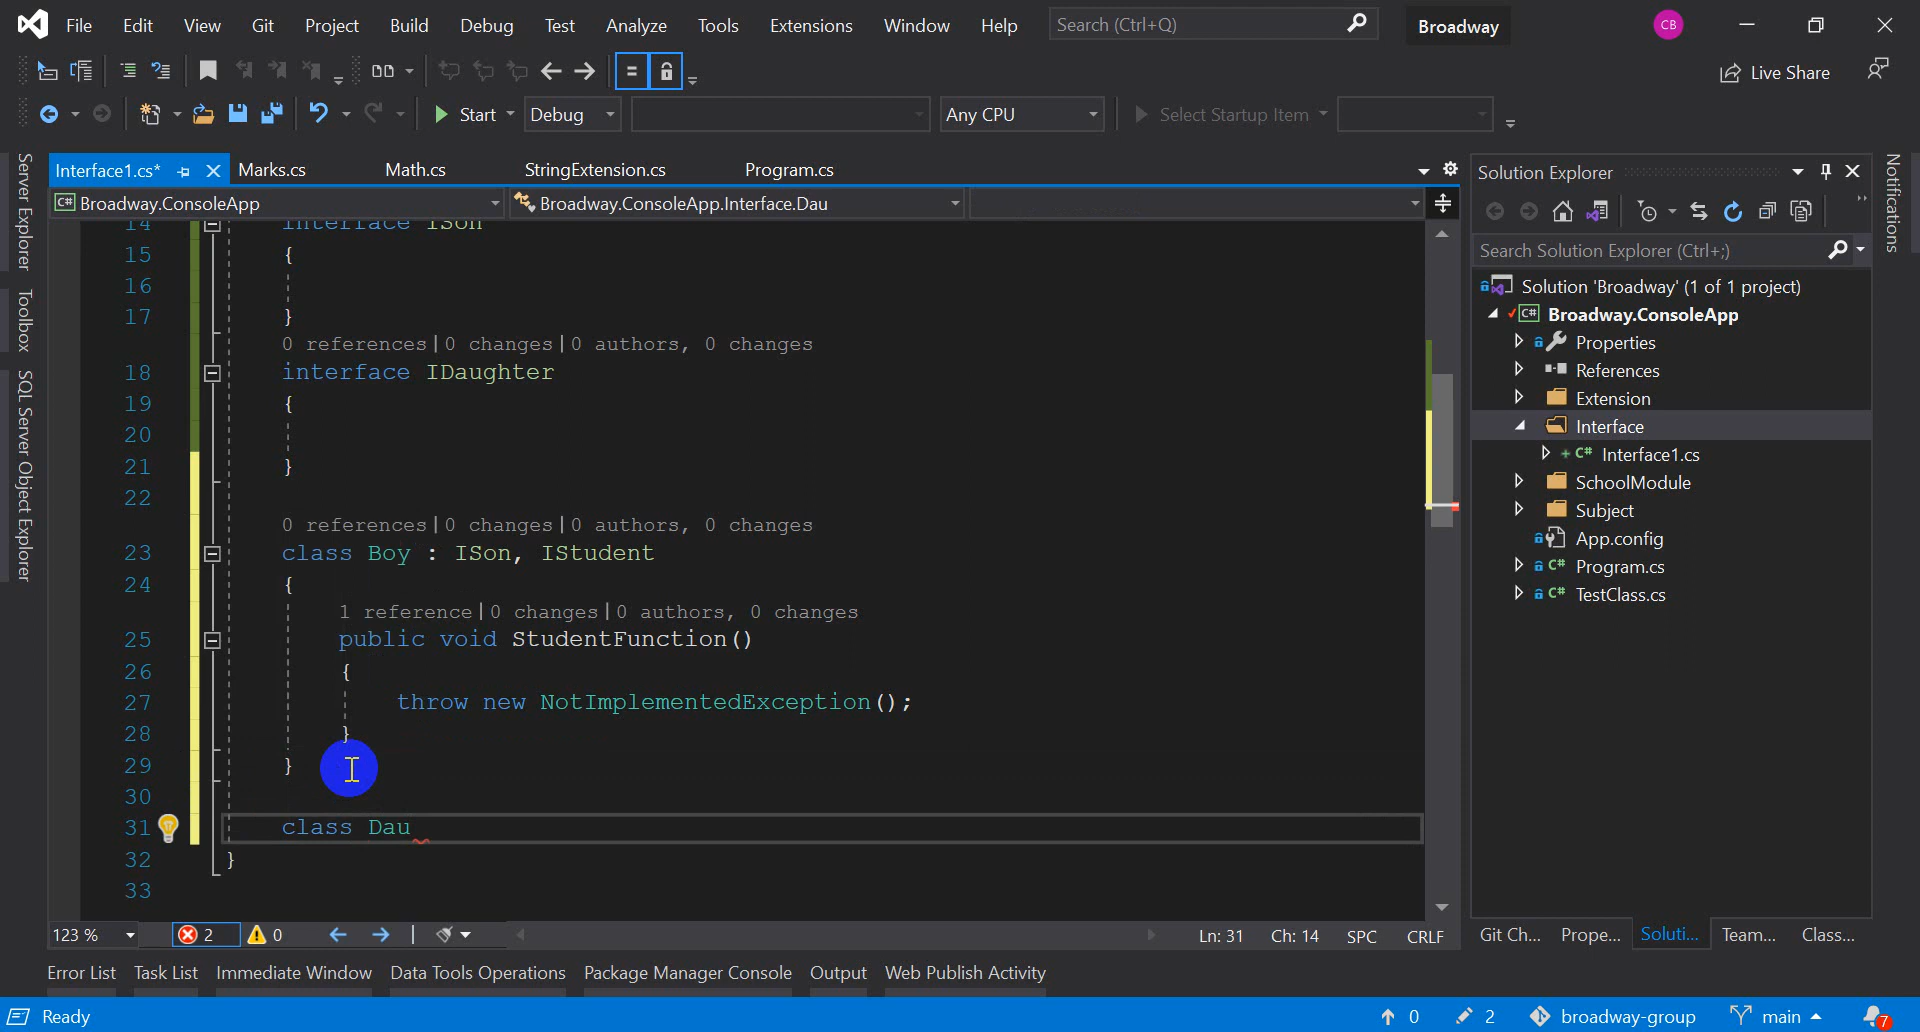 File Edit View Git Project Build Debug Test Analyze Tools Extensions Window Help Search (Ctrl+Q) Broadway CB
Live Share
Start Debug Any CPU Select Startup Item
Server Explorer
Toolbox
SQL Server Object Explorer
Interface1.cs* Marks.cs Math.cs StringExtension.cs Program.cs
C# Broadway.ConsoleApp Broadway.ConsoleApp.Interface.Dau
14 interface ISon
15 {
16
17 }
0 references|0 changes|0 authors, 0 changes
18 interface IDaughter
19 {
20
21 }
22
0 references|0 changes|0 authors, 0 changes
23 class Boy : ISon, IStudent
24 {
1 reference|0 changes|0 authors, 0 changes
25 public void StudentFunction()
26 {
27 throw new NotImplementedException();
28 }
29 }
30
31 class Dau
32 }
33
123 % 2 0 Ln: 31 Ch: 14 SPC CRLF
Solution Explorer
Search Solution Explorer (Ctrl+;)
Solution 'Broadway' (1 of 1 project)
C# Broadway.ConsoleApp
Properties
References
Extension
Interface
C# Interface1.cs
SchoolModule
Subject
App.config
C# Program.cs
C# TestClass.cs
Git Ch... Prope... Soluti... Team... Class...
Notifications
Error List Task List Immediate Window Data Tools Operations Package Manager Console Output Web Publish Activity
Ready 0 2 broadway-group main 7